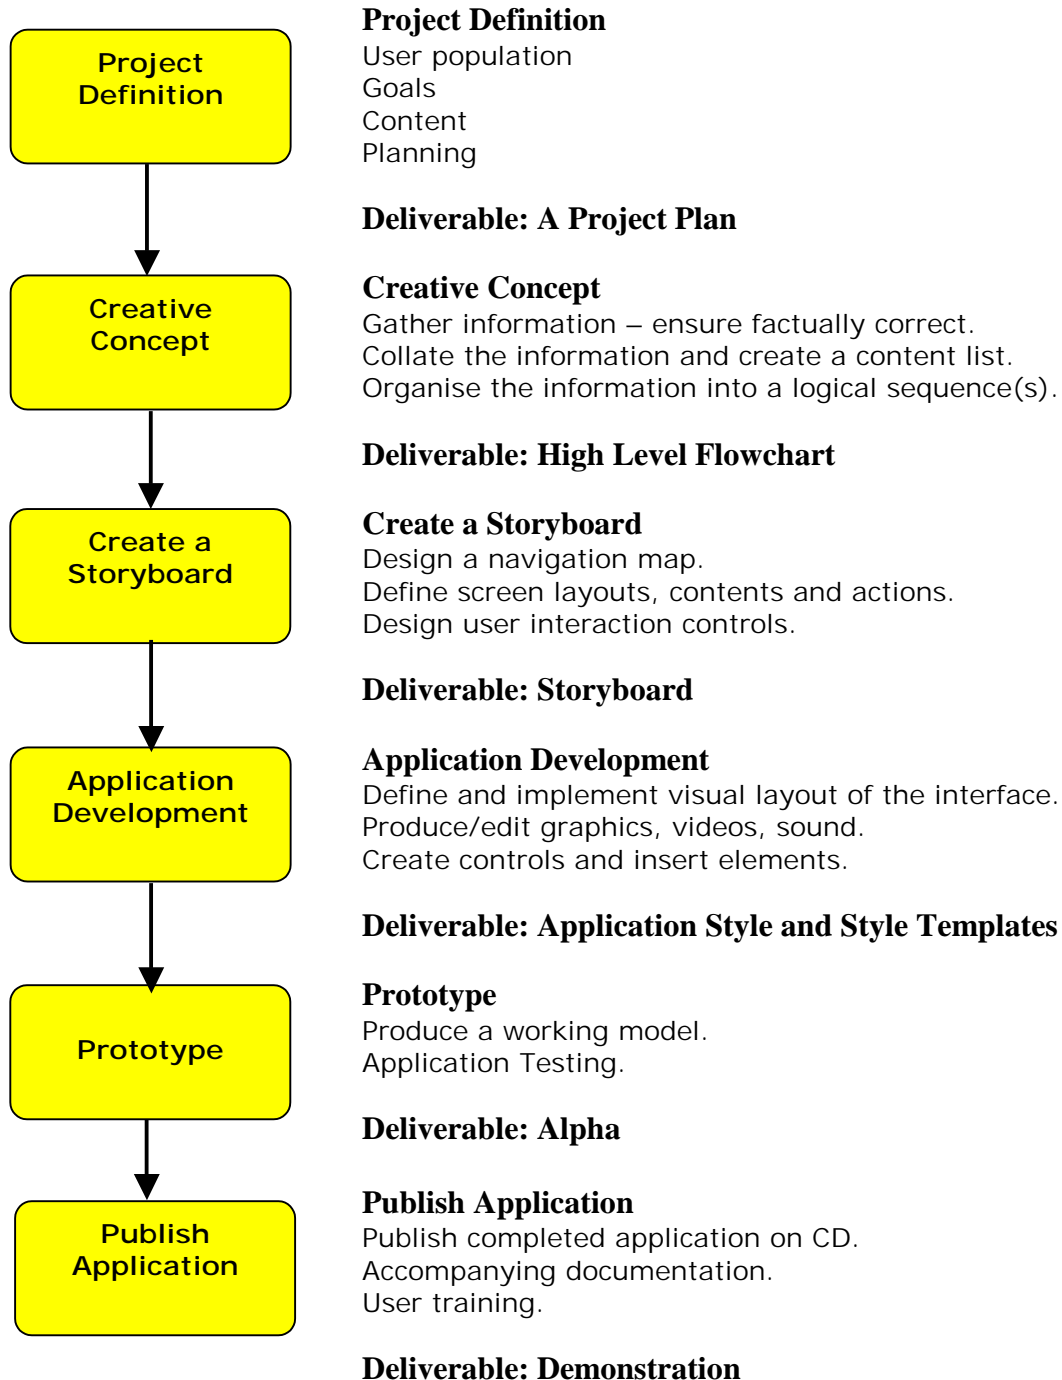 Project
Definition
Project Definition
User population
Goals
Content
Planning
Deliverable: A Project Plan
Creative
Concept
Creative Concept
Gather information – ensure factually correct.
Collate the information and create a content list.
Organise the information into a logical sequence(s).
Deliverable: High Level Flowchart
Create a
Storyboard
Create a Storyboard
Design a navigation map.
Define screen layouts, contents and actions.
Design user interaction controls.
Deliverable: Storyboard
Application
Development
Application Development
Define and implement visual layout of the interface.
Produce/edit graphics, videos, sound.
Create controls and insert elements.
Deliverable: Application Style and Style Templates
Prototype
Prototype
Produce a working model.
Application Testing.
Deliverable: Alpha
Publish
Application
Publish Application
Publish completed application on CD.
Accompanying documentation.
User training.
Deliverable: Demonstration